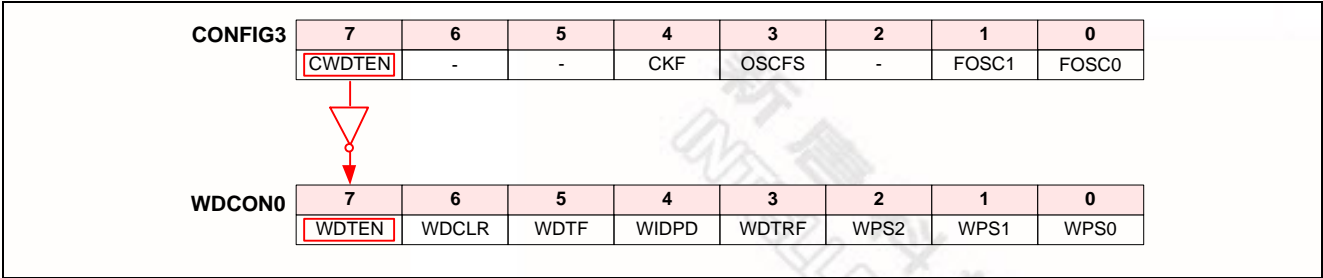 CONFIG3 7 6 5 4 3 2 1 0
CWDTEN - - CKF OSCFS - FOSC1 FOSC0
WDCON0 7 6 5 4 3 2 1 0
WDTEN WDCLR WDTF WIDPD WDTRF WPS2 WPS1 WPS0